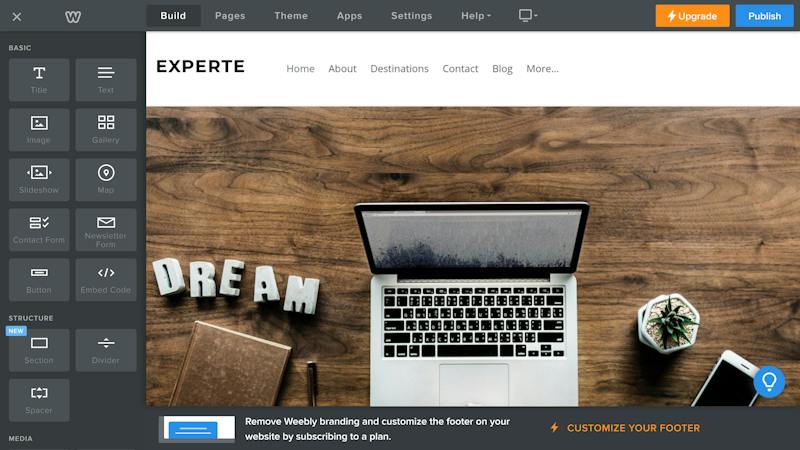 Build Pages Theme Apps Settings Help
Upgrade Publish
BASIC
Title Text
Image Gallery
Slideshow Map
Contact Form Newsletter Form
Button Embed Code
STRUCTURE
NEW
Section Divider
Spacer
MEDIA
EXPERTE
Home About Destinations Contact Blog More...
DREAM
Remove Weebly branding and customize the footer on your
website by subscribing to a plan.
CUSTOMIZE YOUR FOOTER